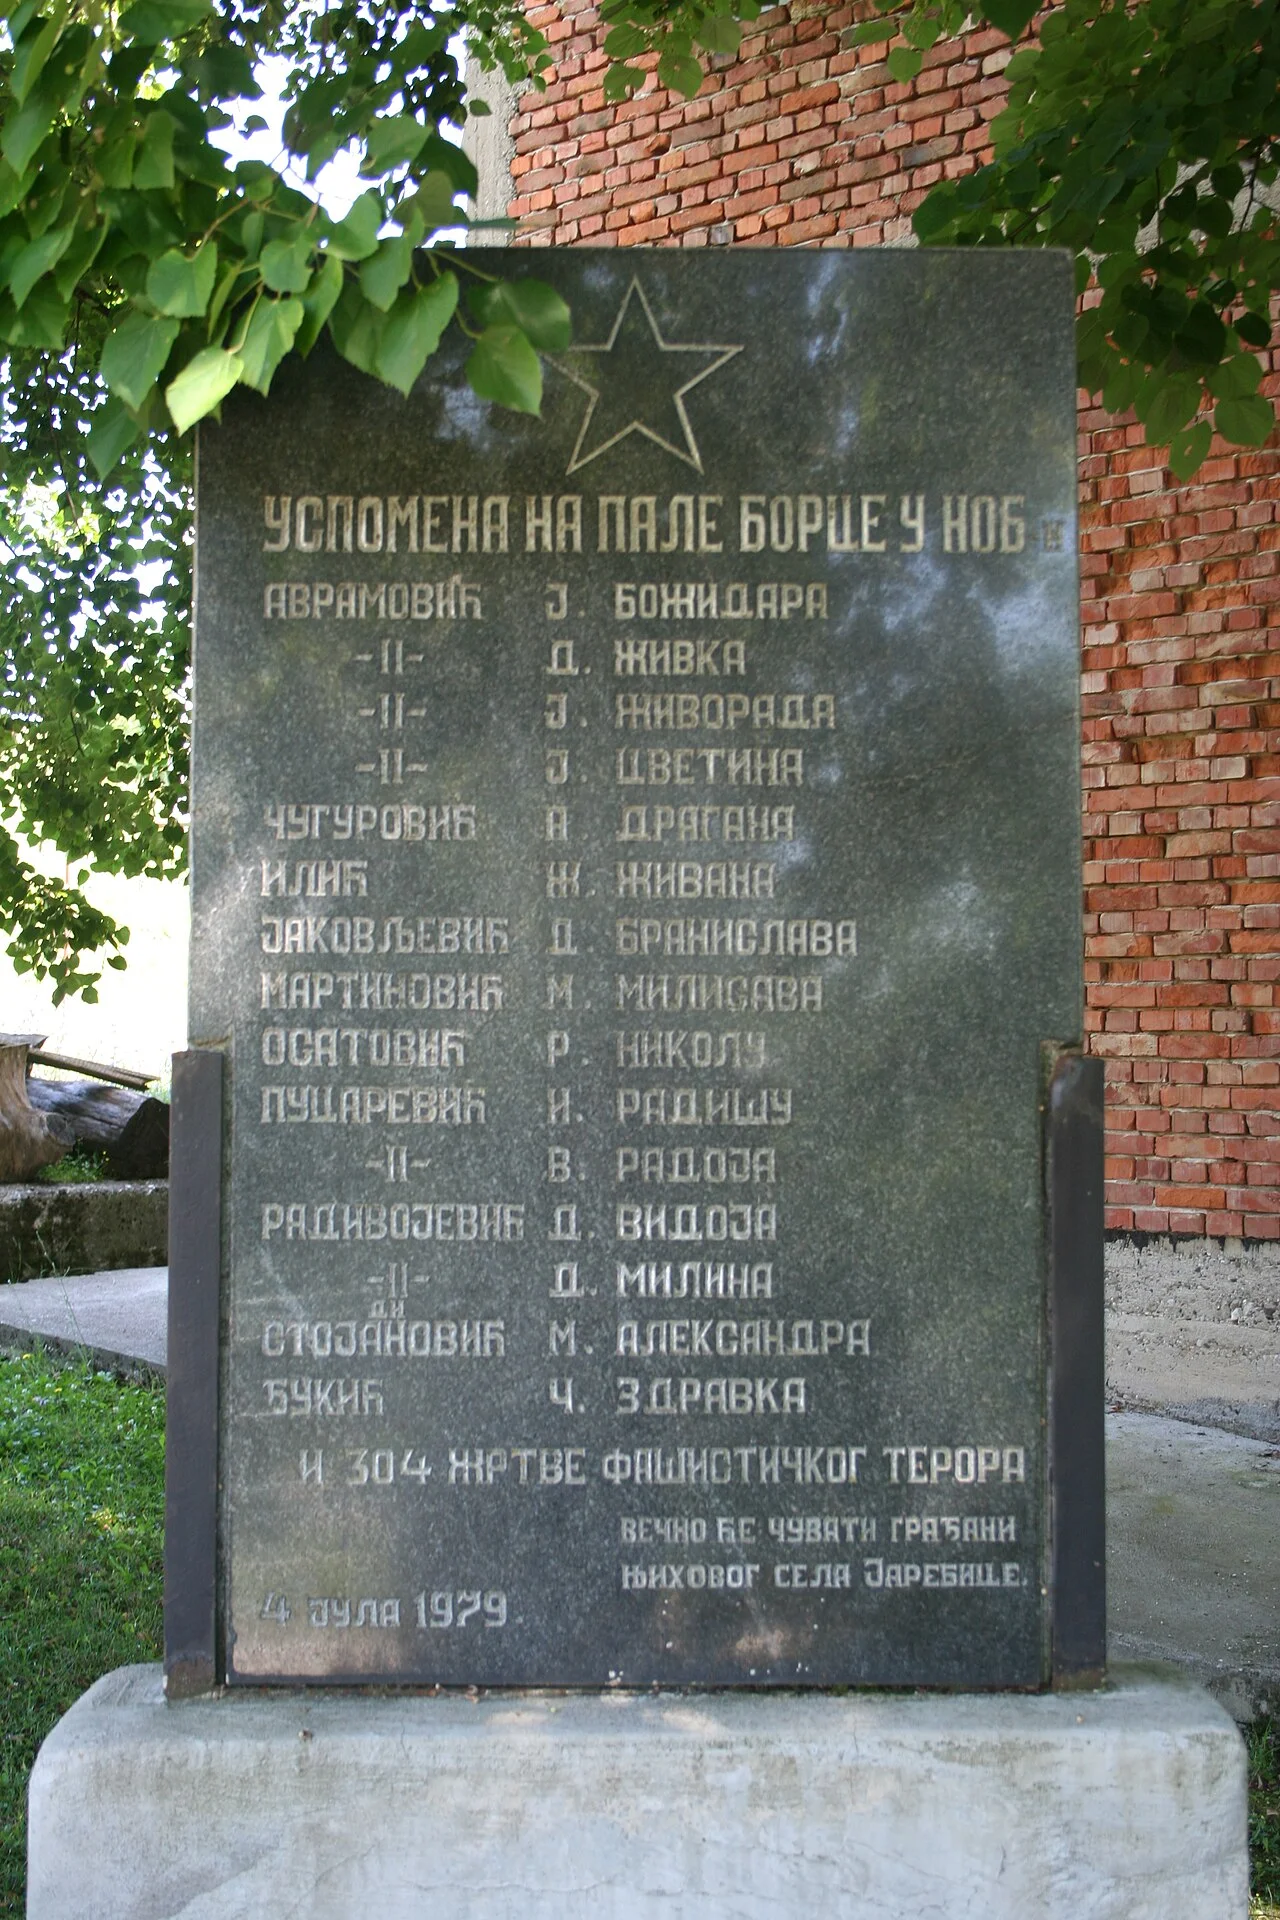 УСПОМЕНА НА ПАЛЕ БОРЦЕ У НОБ
АВРАМОВИЋ Ј. БОЖИДАРА
-II- Д. ЖИВКА
-II- Ј. ЖИВОРАДА
-II- Ј. ЦВЕТИНА
ЧУГУРОВИЋ А ДРАГАНА
ИЛИЋ Ж. ЖИВАНА
ЈАКОВЉЕВИЋ Д. БРАНИСЛАВА
МАРТИНОВИЋ М. МИЛИСАВА
ОСАТОВИЋ Р. НИКОЛУ
ПУЦАРЕВИЋ И. РАДИШУ
-II- В. РАДОЈА
РАДИВОЈЕВИЋ Д. ВИДОЈА
-II- Д. МИЛИНА
ДИ
СТОЈАНОВИЋ М. АЛЕКСАНДРА
ЂУКИЋ Ч. ЗДРАВКА
И 304 ЖРТВЕ ФАШИСТИЧКОГ ТЕРОРА
ВЕЧНО ЋЕ ЧУВАТИ ГРАЂАНИ
ЊИХОВОГ СЕЛА ЈАРЕБИЦЕ.
4 ЈУЛА 1979.